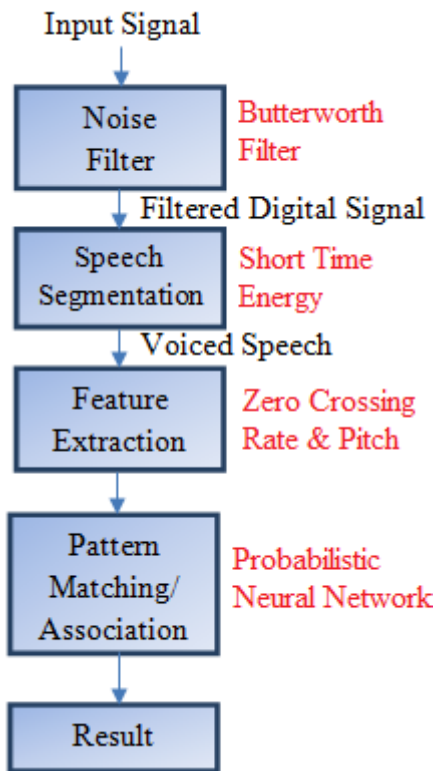 Input Signal
Noise
Filter
Butterworth
Filter
Filtered Digital Signal
Speech
Segmentation
Short Time
Energy
Voiced Speech
Feature
Extraction
Zero Crossing
Rate & Pitch
Pattern
Matching/
Association
Probabilistic
Neural Network
Result